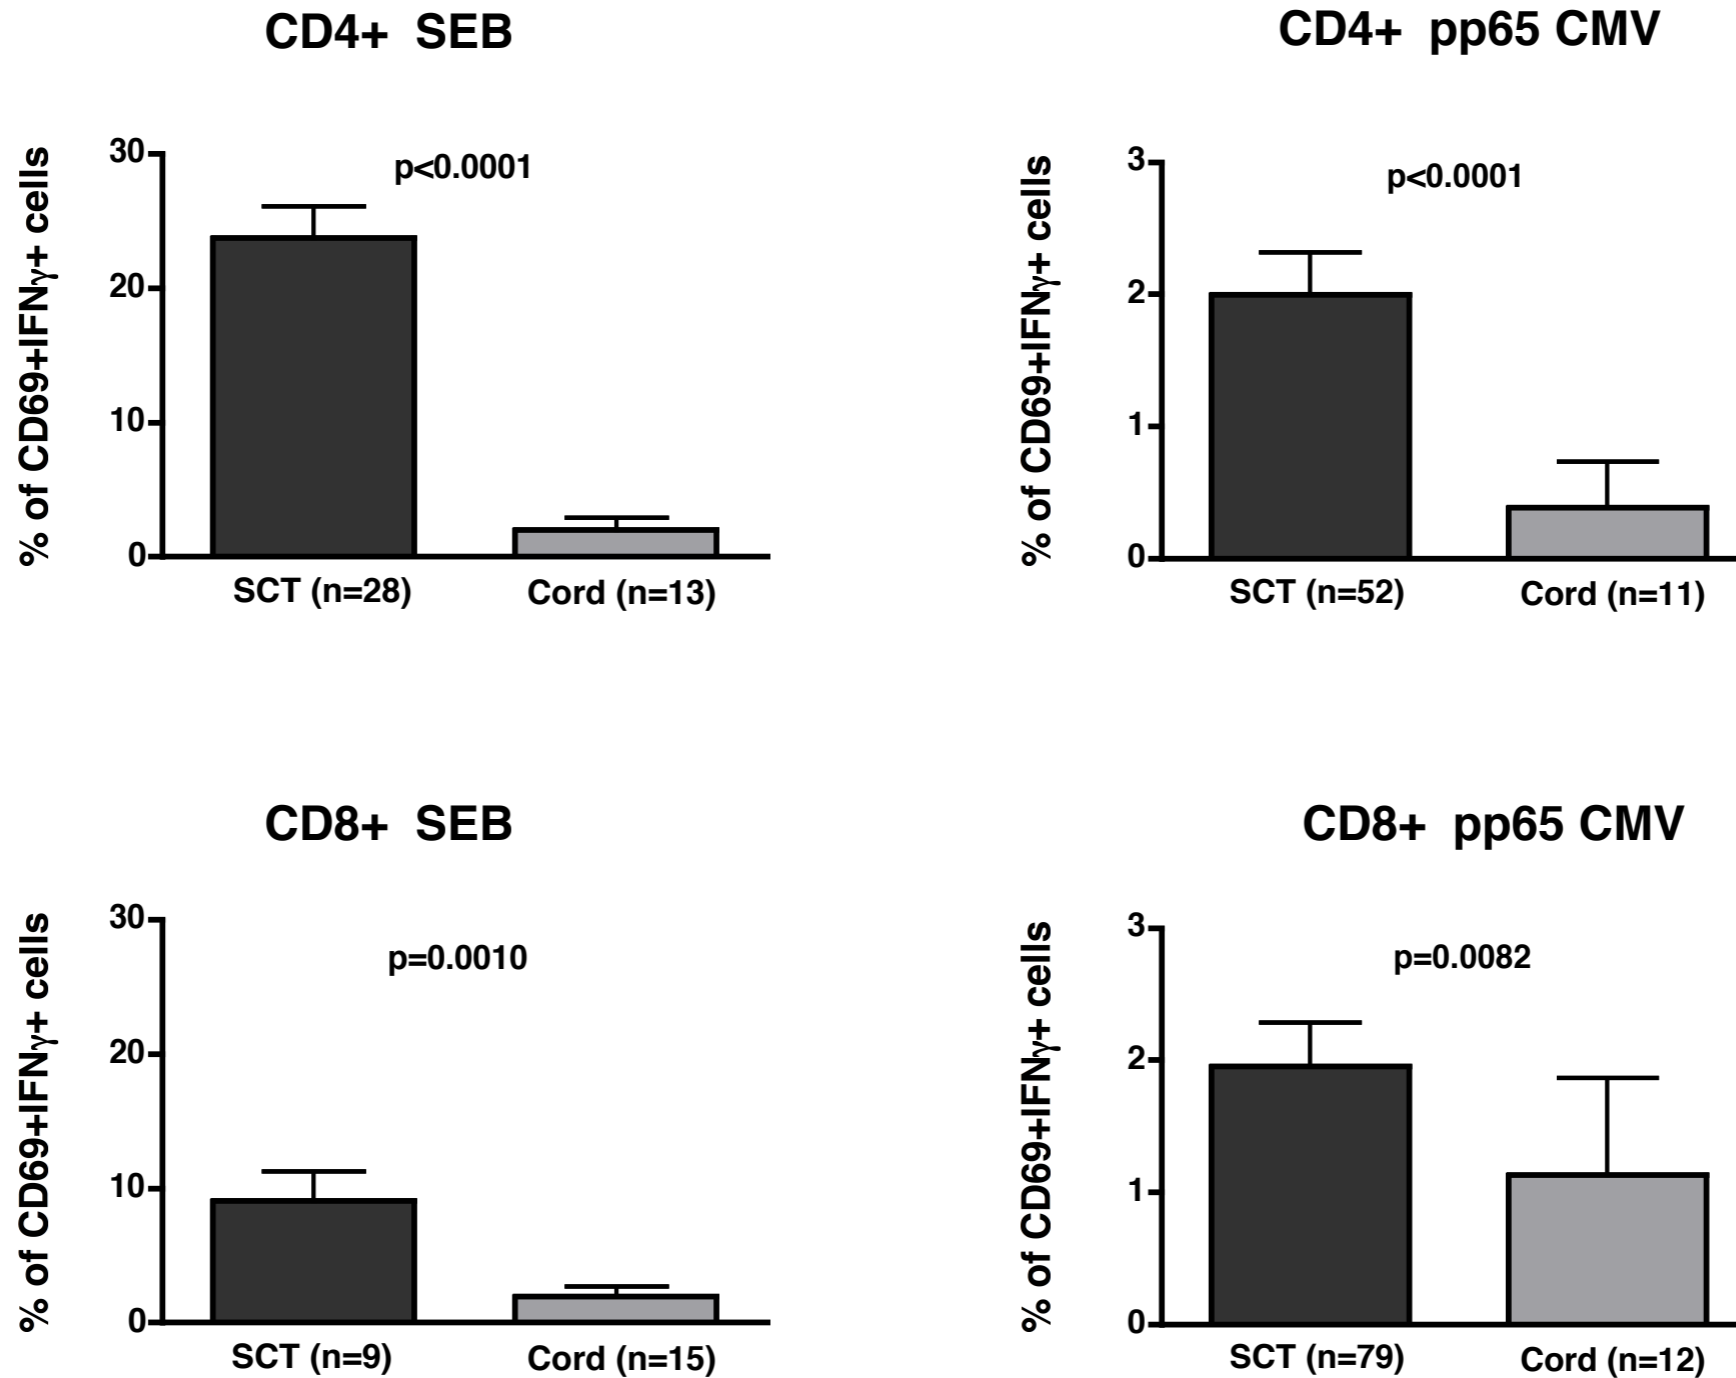 CD4+ SEB
% of CD69+IFNγ+ cells
30
20
10
0
p<0.0001
SCT (n=28)
Cord (n=13)
CD4+ pp65 CMV
% of CD69+IFNγ+ cells
3
2
1
0
p<0.0001
SCT (n=52)
Cord (n=11)
CD8+ SEB
% of CD69+IFNγ+ cells
30
20
10
0
p=0.0010
SCT (n=9)
Cord (n=15)
CD8+ pp65 CMV
% of CD69+IFNγ+ cells
3
2
1
0
p=0.0082
SCT (n=79)
Cord (n=12)